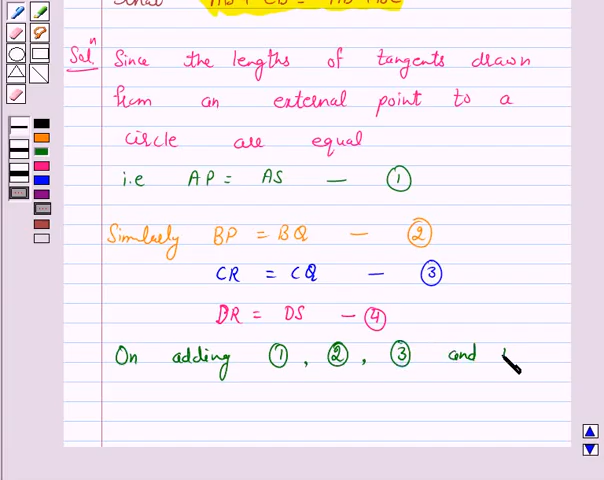 Solⁿ Since the lengths of tangents drawn
from an external point to a
circle are equal
i.e AP = AS — ①
Similarly BP = BQ — ②
CR = CQ — ③
DR = DS — ④
On adding ①, ②, ③ and